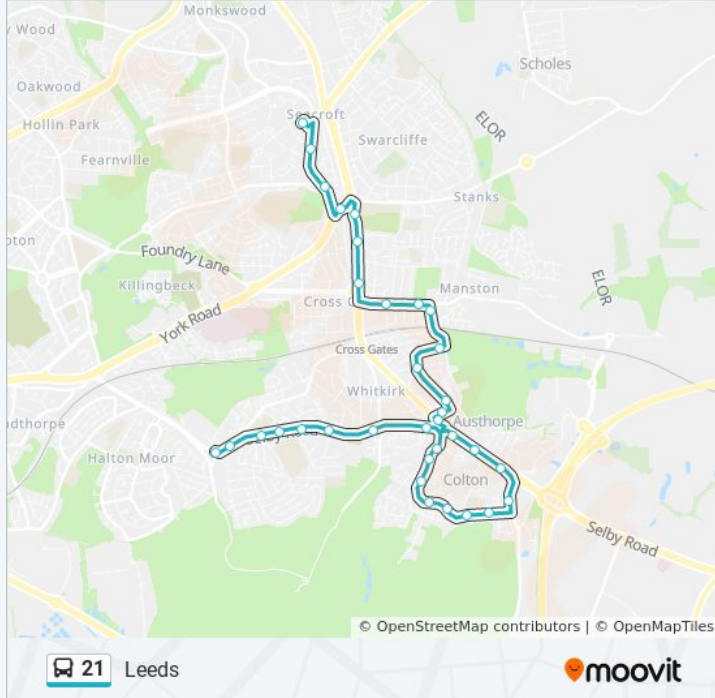 Monkswood
Wood
Scholes
Oakwood
Seacroft
ELOR
Hollin Park
Swarcliffe
Fearnville
Stanks
Foundry Lane
Killingbeck
Manston
ELOR
Cross G
York Road
Cross Gates
Whitkirk
adthorpe
Austhorpe
Halton Moor
Colton
Selby Road
© OpenStreetMap contributors | © OpenMapTiles
21 Leeds
moovit